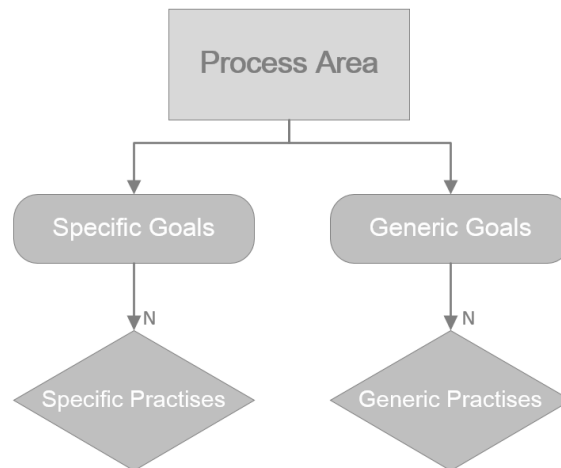 Process Area
Specific Goals
Generic Goals
N
N
Specific Practises
Generic Practises